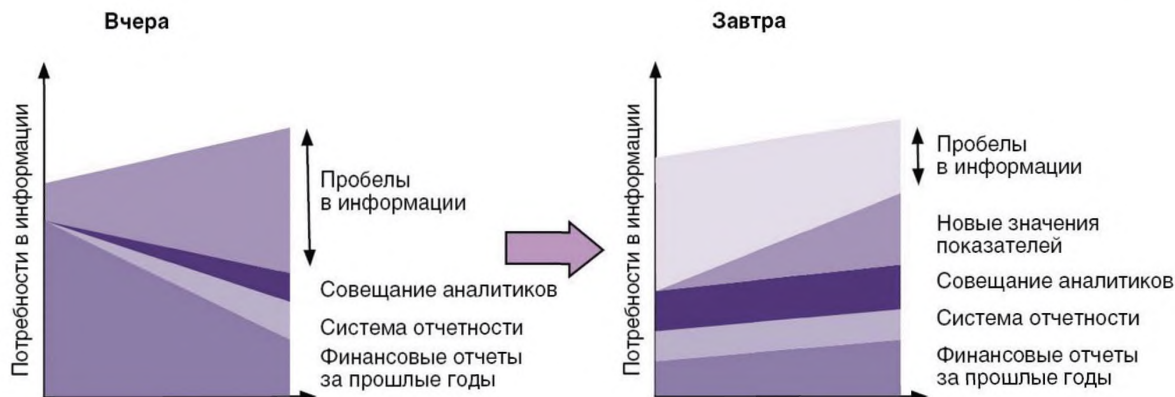 Вчера
Потребности в информации
Пробелы
в информации
Совещание аналитиков
Система отчетности
Финансовые отчеты
за прошлые годы
Завтра
Потребности в информации
Пробелы
в информации
Новые значения
показателей
Совещание аналитиков
Система отчетности
Финансовые отчеты
за прошлые годы